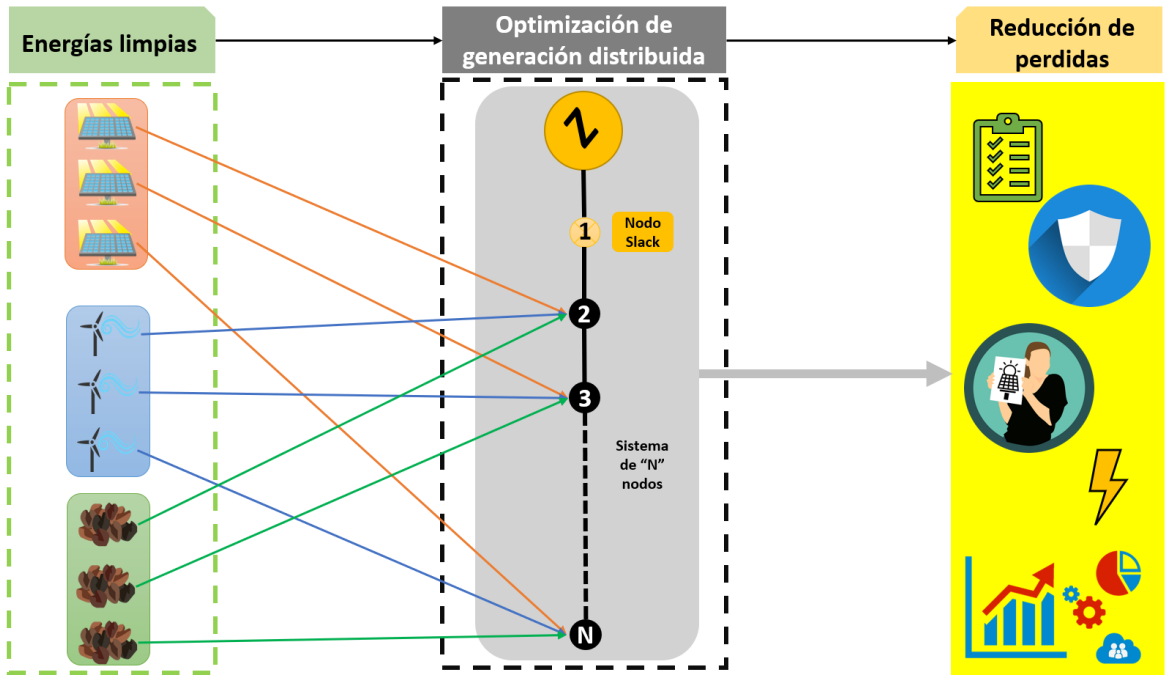 Energías limpias
Optimización de
generación distribuida
Reducción de
perdidas
1
Nodo
Slack
2
3
Sistema
de “N”
nodos
N